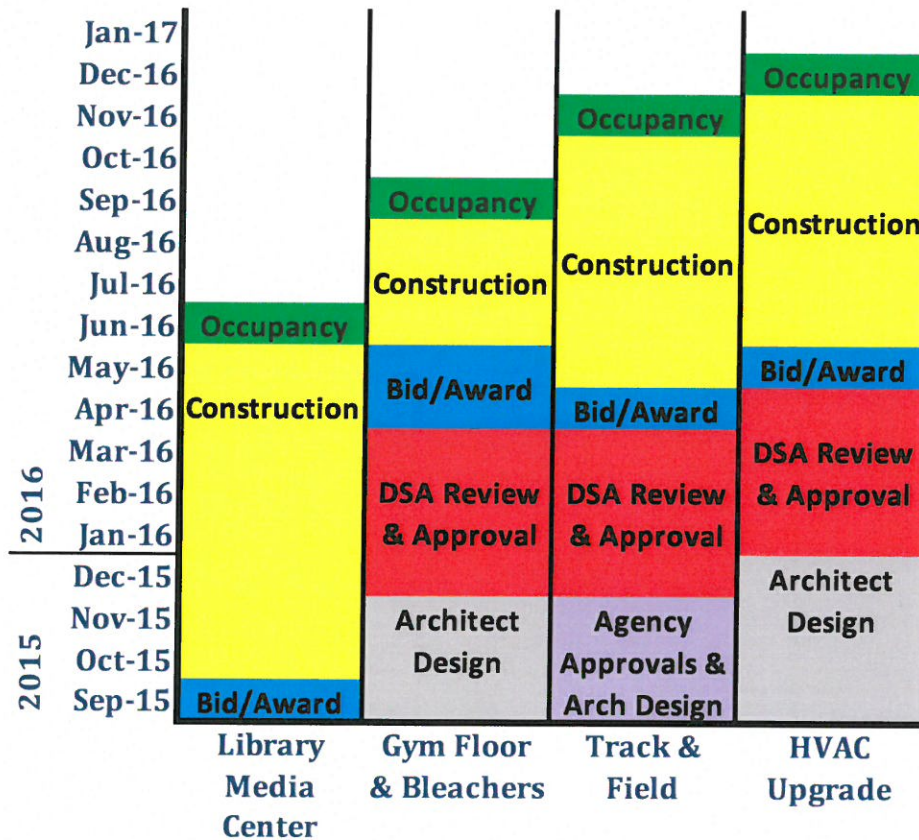 Jan-17
Dec-16
Nov-16
Oct-16
Sep-16
Aug-16
Jul-16
Jun-16
May-16
Apr-16
Mar-16
Feb-16
Jan-16
Dec-15
Nov-15
Oct-15
Sep-15
2016
2015
Occupancy
Construction
Bid/Award
Library
Media
Center
Occupancy
Construction
Bid/Award
DSA Review
& Approval
Architect
Design
Gym Floor
& Bleachers
Occupancy
Construction
Bid/Award
DSA Review
& Approval
Agency
Approvals &
Arch Design
Track &
Field
Occupancy
Construction
Bid/Award
DSA Review
& Approval
Architect
Design
HVAC
Upgrade